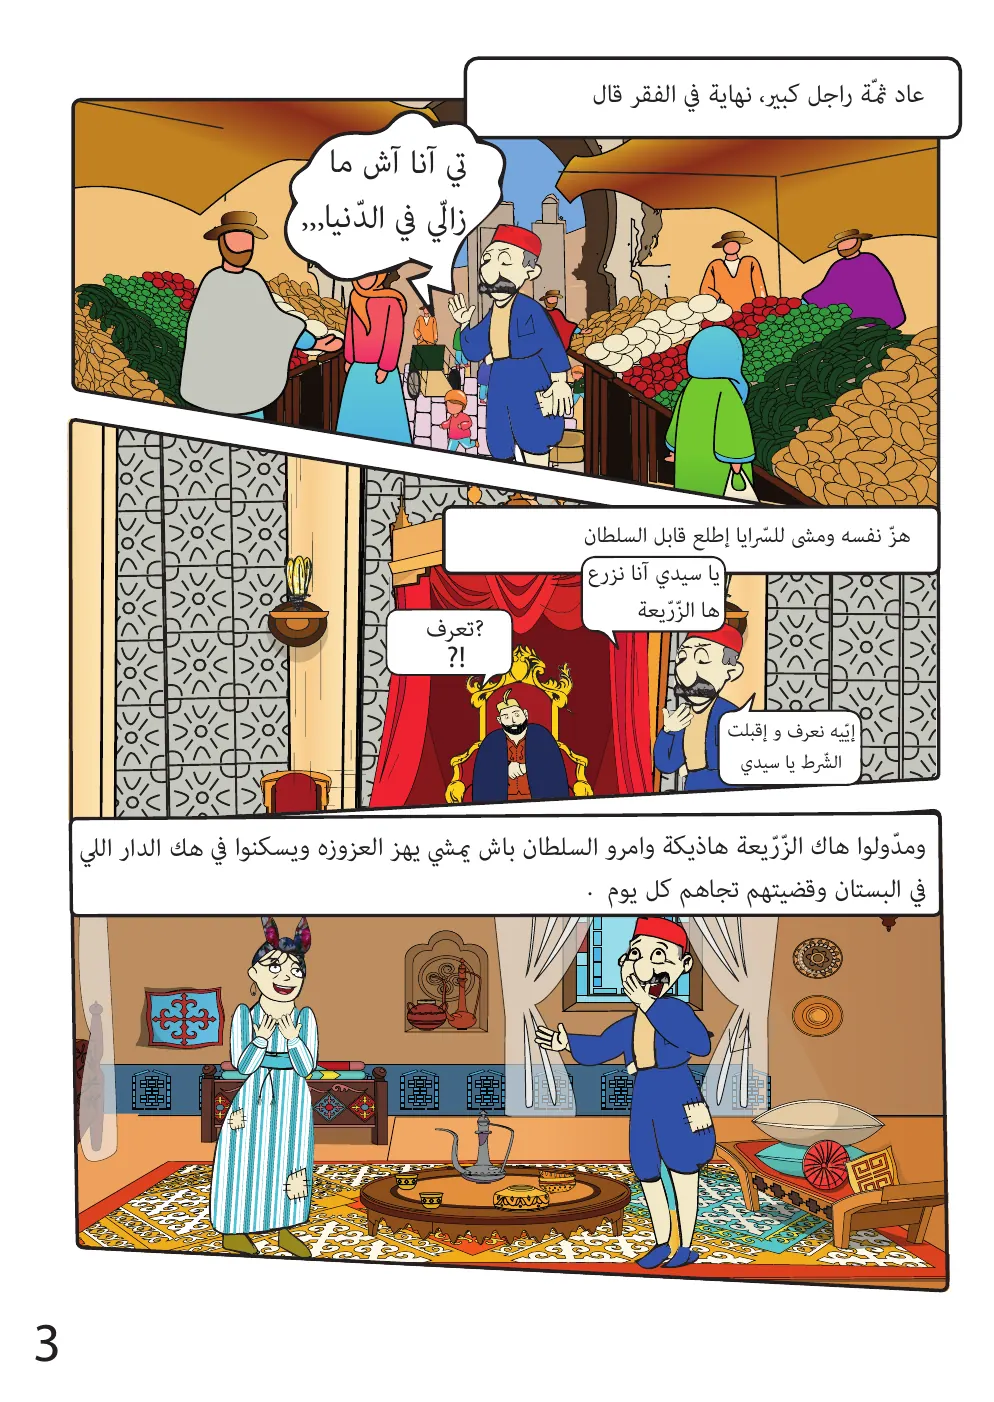 عاد ثمّة راجل كبير، نهاية في الفقر قال
تي آنا آش ما
زالّي في الدّنيا,,,
هزّ نفسه ومشى للسّرايا إطلع قابل السلطان
يا سيدي آنا نزرع
ها الزّرّيعة
?تعرف
?!
إيّيه نعرف و إقبلت
الشّرط يا سيدي
ومدّولوا هاك الزّرّيعة هاذيكة وامرو السلطان باش يمشي يهز العزوزه ويسكنوا في هك الدار اللي
في البستان وقضيتهم تجاهم كل يوم .
3